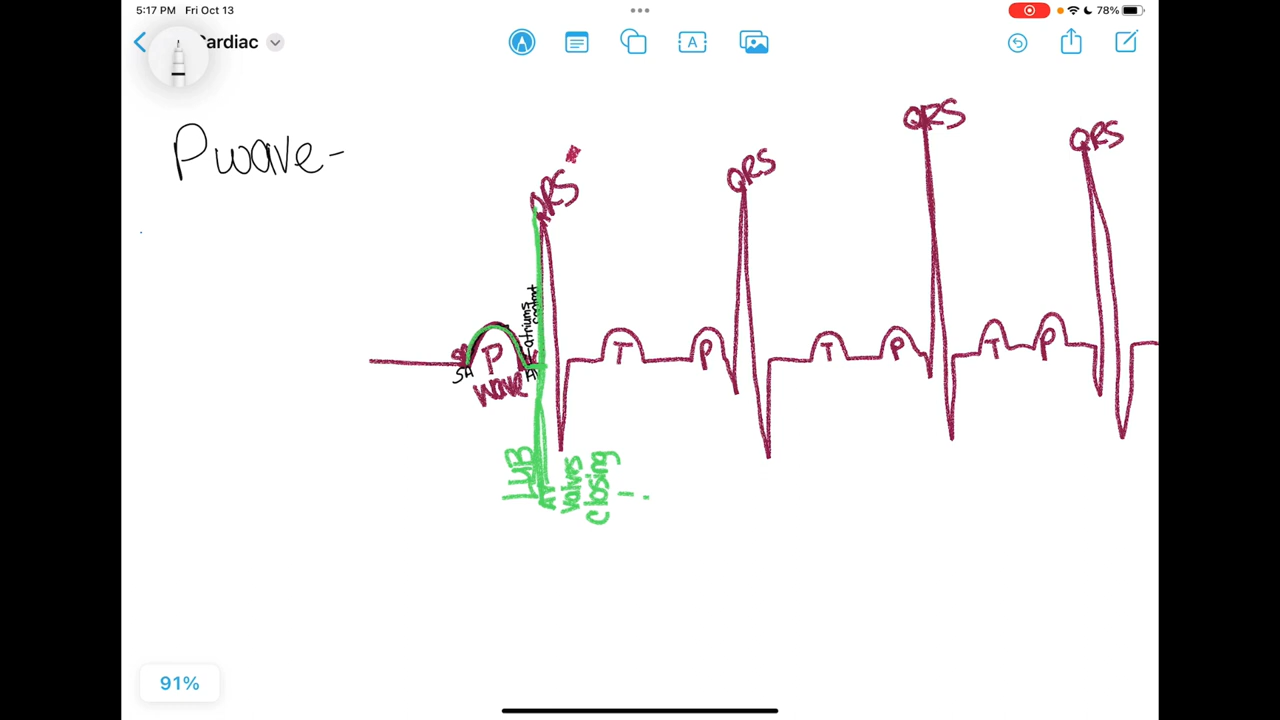 5:17 PM Fri Oct 13
78%
Cardiac
A
P wave -
QRS
QRS
QRS
QRS
atriums
contract
P
wave
SA
T
P
T
P
T
P
LUB
AV
valves
closing
91%